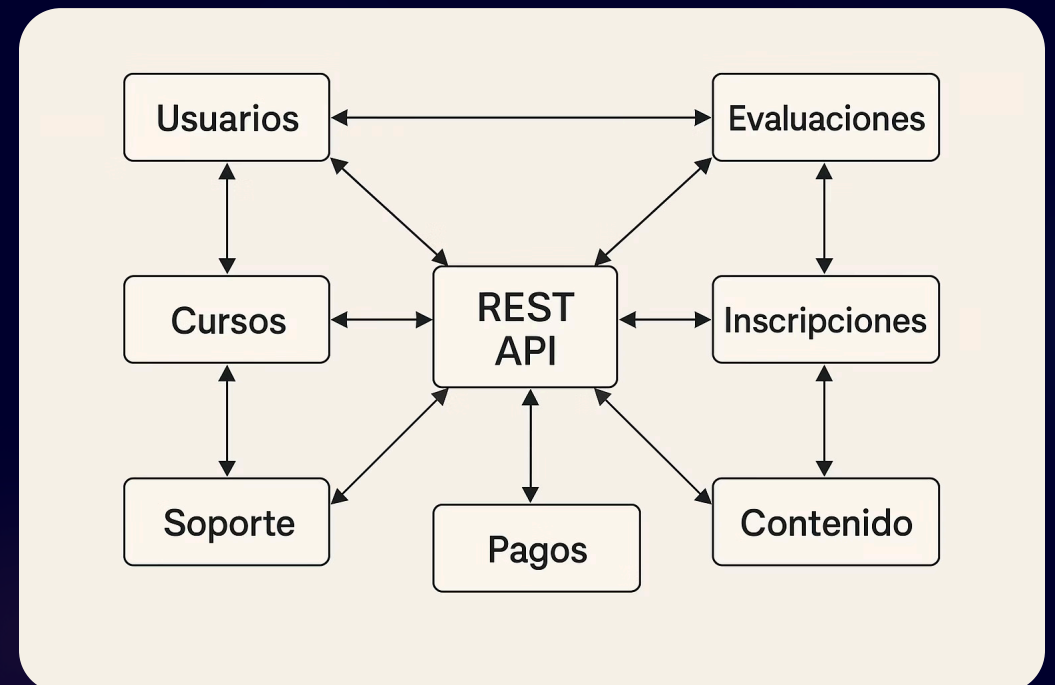 Usuarios
Evaluaciones
Cursos
REST
API
Inscripciones
Soporte
Pagos
Contenido